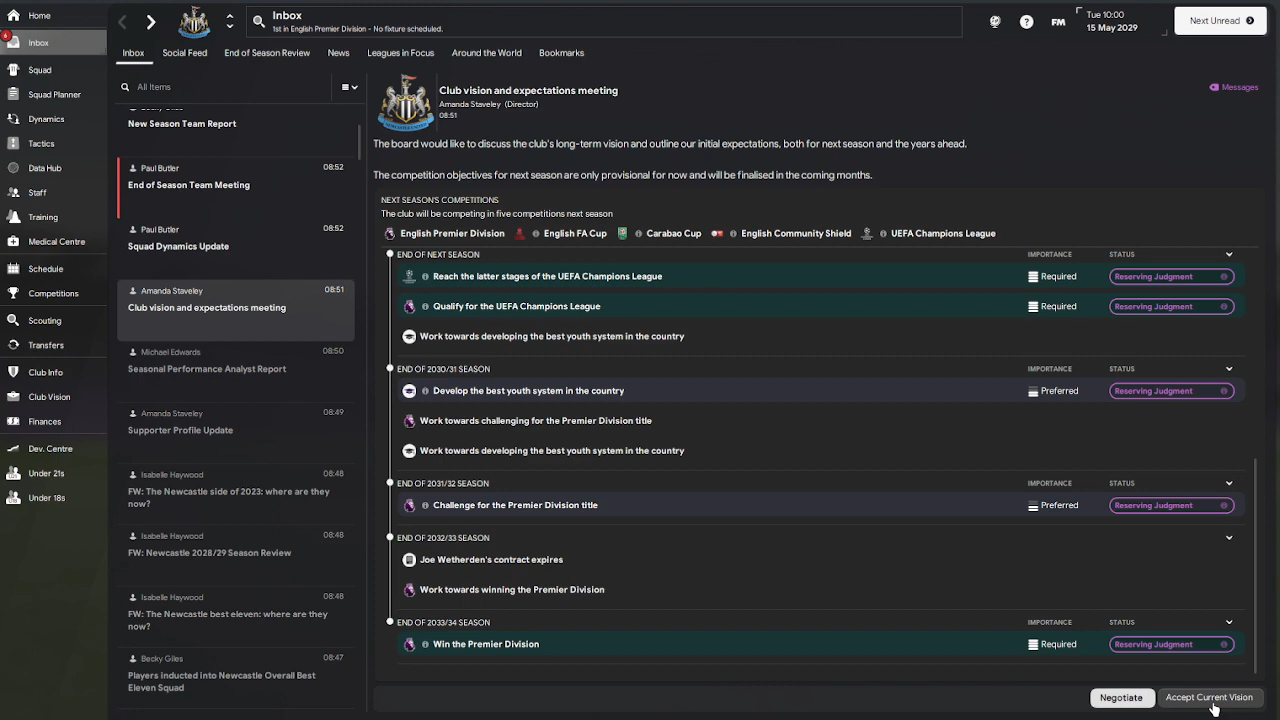 Home
Inbox
6
Squad
Squad Planner
Dynamics
Tactics
Data Hub
Staff
Training
Medical Centre
Schedule
Competitions
Scouting
Transfers
Club Info
Club Vision
Finances
Dev. Centre
Under 21s
Under 18s
Inbox
1st in English Premier Division - No fixture scheduled.
FM
Tue 10:00
15 May 2029
Next Unread
Inbox Social Feed End of Season Review News Leagues in Focus Around the World Bookmarks
All Items
New Season Team Report
Paul Butler 08:52
End of Season Team Meeting
Paul Butler 08:52
Squad Dynamics Update
Amanda Staveley 08:51
Club vision and expectations meeting
Michael Edwards 08:50
Seasonal Performance Analyst Report
Amanda Staveley 08:49
Supporter Profile Update
Isabelle Haywood 08:48
FW: The Newcastle side of 2023: where are they
now?
Isabelle Haywood 08:48
FW: Newcastle 2028/29 Season Review
Isabelle Haywood 08:48
FW: The Newcastle best eleven: where are they
now?
Becky Giles 08:47
Players inducted into Newcastle Overall Best
Eleven Squad
Club vision and expectations meeting
Amanda Staveley (Director)
08:51
Messages
The board would like to discuss the club's long-term vision and outline our initial expectations, both for next season and the years ahead.
The competition objectives for next season are only provisional for now and will be finalised in the coming months.
NEXT SEASON'S COMPETITIONS
The club will be competing in five competitions next season
English Premier Division English FA Cup Carabao Cup English Community Shield UEFA Champions League
END OF NEXT SEASON IMPORTANCE STATUS
Reach the latter stages of the UEFA Champions League Required Reserving Judgment
Qualify for the UEFA Champions League Required Reserving Judgment
Work towards developing the best youth system in the country
END OF 2030/31 SEASON IMPORTANCE STATUS
Develop the best youth system in the country Preferred Reserving Judgment
Work towards challenging for the Premier Division title
Work towards developing the best youth system in the country
END OF 2031/32 SEASON IMPORTANCE STATUS
Challenge for the Premier Division title Preferred Reserving Judgment
END OF 2032/33 SEASON
Joe Wetherden's contract expires
Work towards winning the Premier Division
END OF 2033/34 SEASON IMPORTANCE STATUS
Win the Premier Division Required Reserving Judgment
Negotiate Accept Current Vision